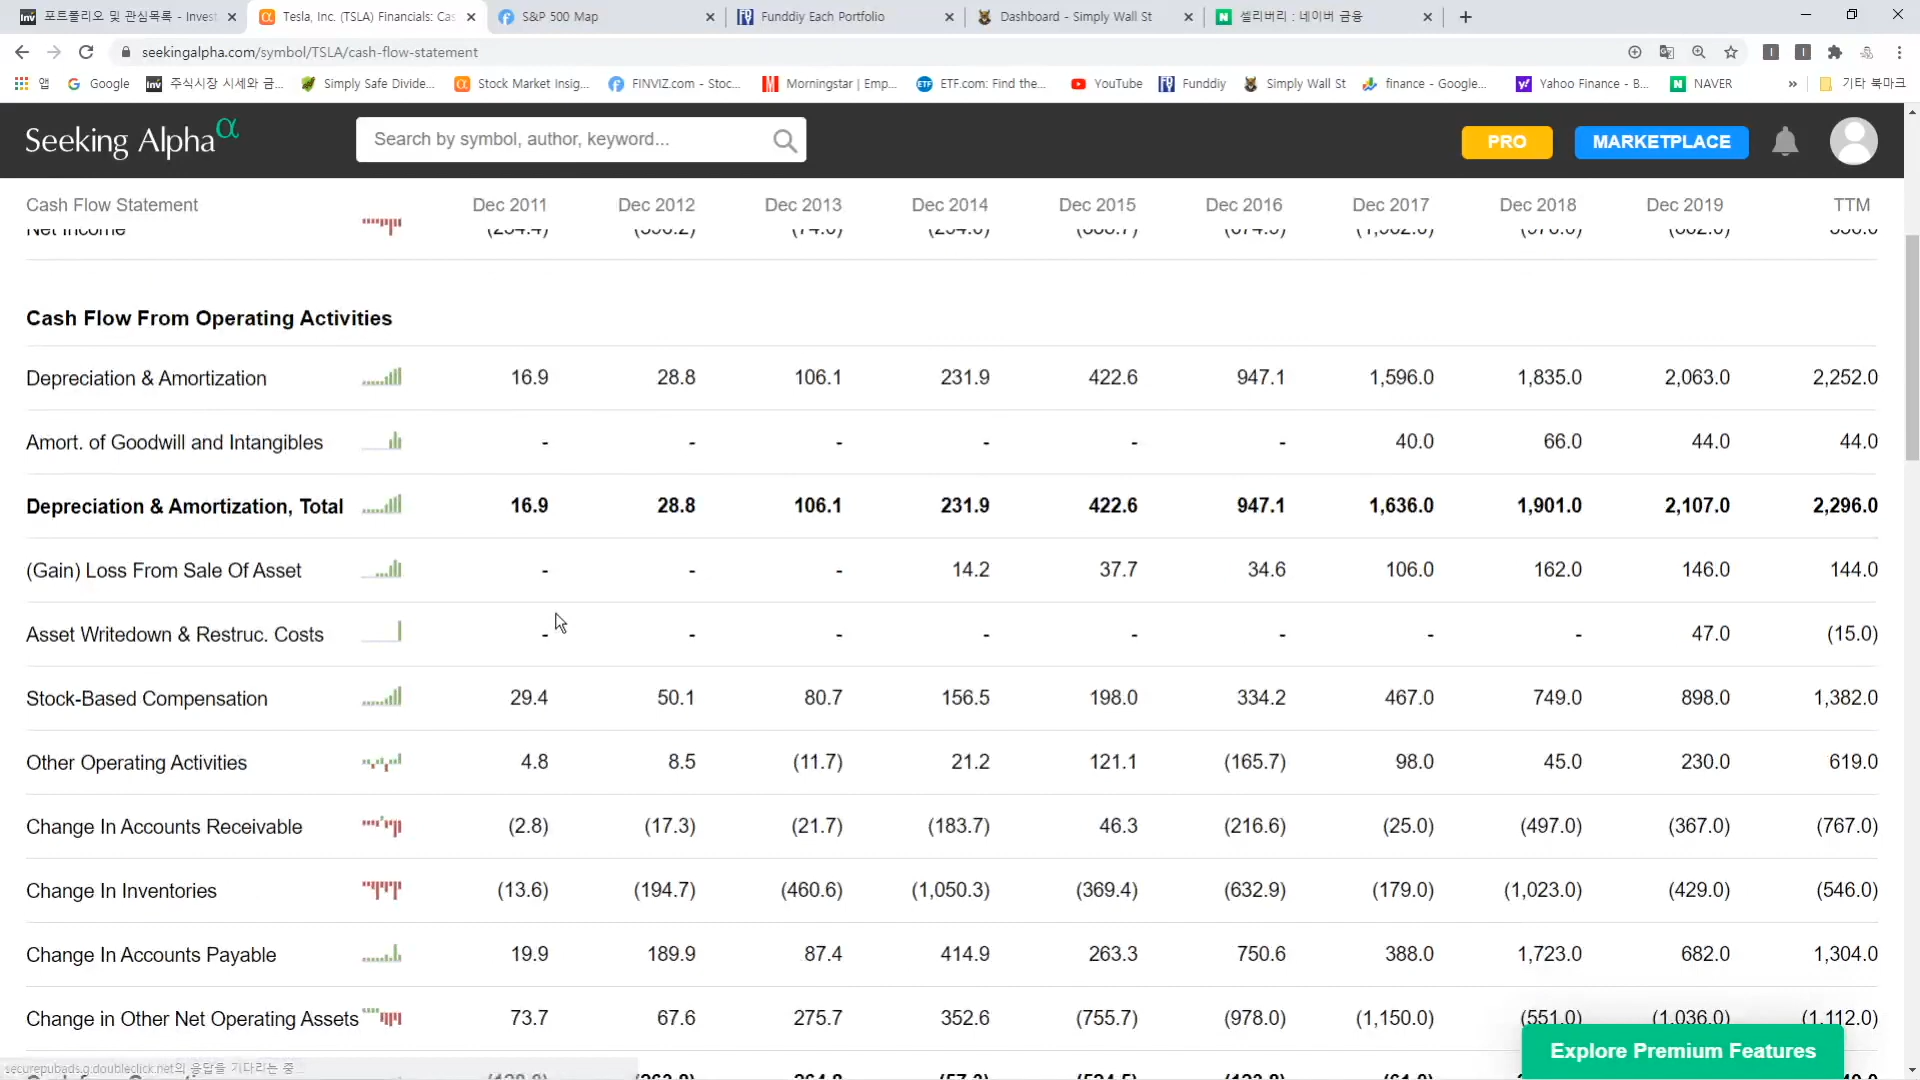 포트폴리오 및 관심목록 - Invest
Tesla, Inc. (TSLA) Financials: Cas
S&P 500 Map
Funddiy Each Portfolio
Dashboard - Simply Wall St
셀리버리 : 네이버 금융
seekingalpha.com/symbol/TSLA/cash-flow-statement
앱 Google 주식시장 시세와 금... Simply Safe Divide... Stock Market Insig... FINVIZ.com - Stoc... Morningstar | Emp... ETF.com: Find the... YouTube Funddiy Simply Wall St finance - Google... Yahoo Finance - B... NAVER » 기타 북마크
Seeking Alpha α
Search by symbol, author, keyword...
PRO
MARKETPLACE
Cash Flow Statement Dec 2011 Dec 2012 Dec 2013 Dec 2014 Dec 2015 Dec 2016 Dec 2017 Dec 2018 Dec 2019 TTM
Net Income
Cash Flow From Operating Activities
Depreciation & Amortization 16.9 28.8 106.1 231.9 422.6 947.1 1,596.0 1,835.0 2,063.0 2,252.0
Amort. of Goodwill and Intangibles - - - - - - 40.0 66.0 44.0 44.0
Depreciation & Amortization, Total 16.9 28.8 106.1 231.9 422.6 947.1 1,636.0 1,901.0 2,107.0 2,296.0
(Gain) Loss From Sale Of Asset - - - 14.2 37.7 34.6 106.0 162.0 146.0 144.0
Asset Writedown & Restruc. Costs - - - - - - - - 47.0 (15.0)
Stock-Based Compensation 29.4 50.1 80.7 156.5 198.0 334.2 467.0 749.0 898.0 1,382.0
Other Operating Activities 4.8 8.5 (11.7) 21.2 121.1 (165.7) 98.0 45.0 230.0 619.0
Change In Accounts Receivable (2.8) (17.3) (21.7) (183.7) 46.3 (216.6) (25.0) (497.0) (367.0) (767.0)
Change In Inventories (13.6) (194.7) (460.6) (1,050.3) (369.4) (632.9) (179.0) (1,023.0) (429.0) (546.0)
Change In Accounts Payable 19.9 189.9 87.4 414.9 263.3 750.6 388.0 1,723.0 682.0 1,304.0
Change in Other Net Operating Assets 73.7 67.6 275.7 352.6 (755.7) (978.0) (1,150.0) (551.0) (1,036.0) (1,112.0)
Explore Premium Features
securepubads.g.doubleclick.net의 응답을 기다리는 중...